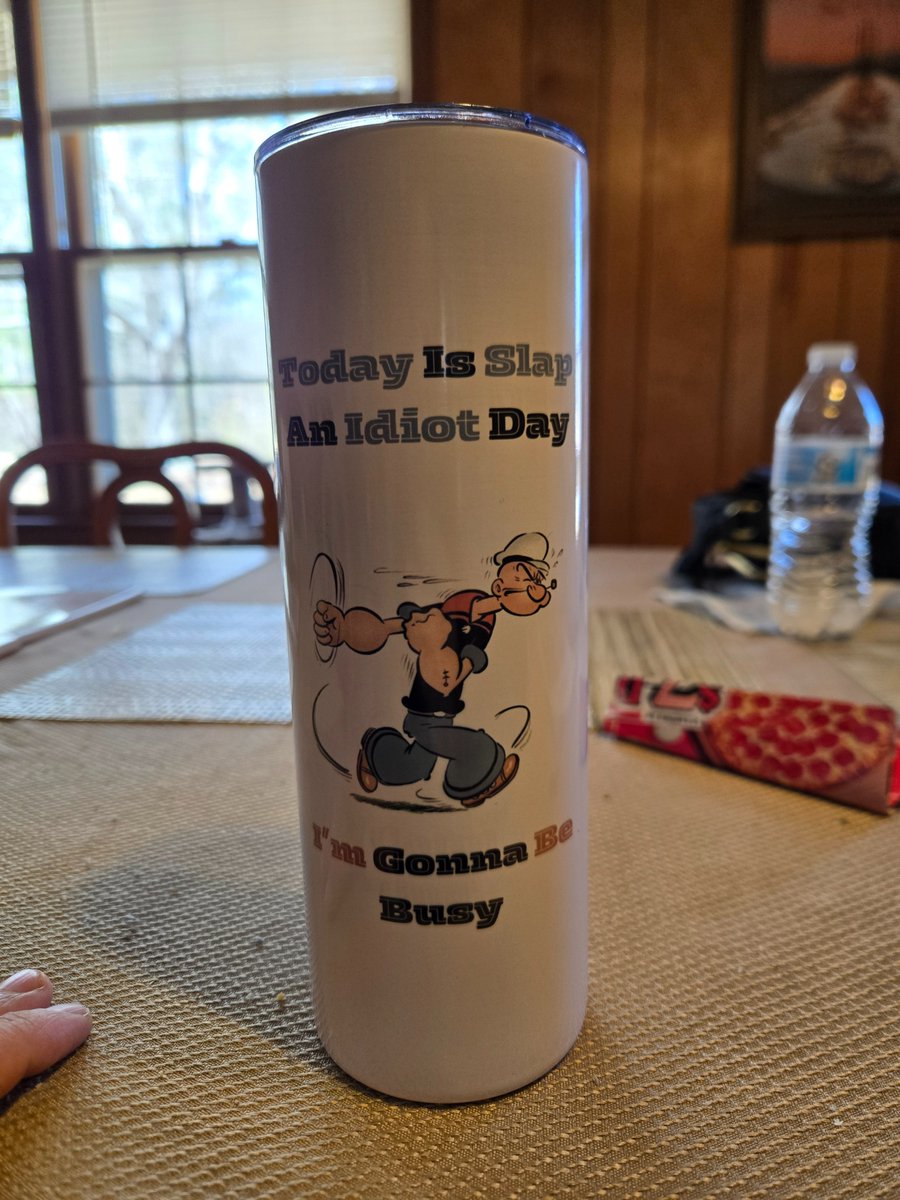 Today Is Slap
An Idiot Day
I'm Gonna Be
Busy